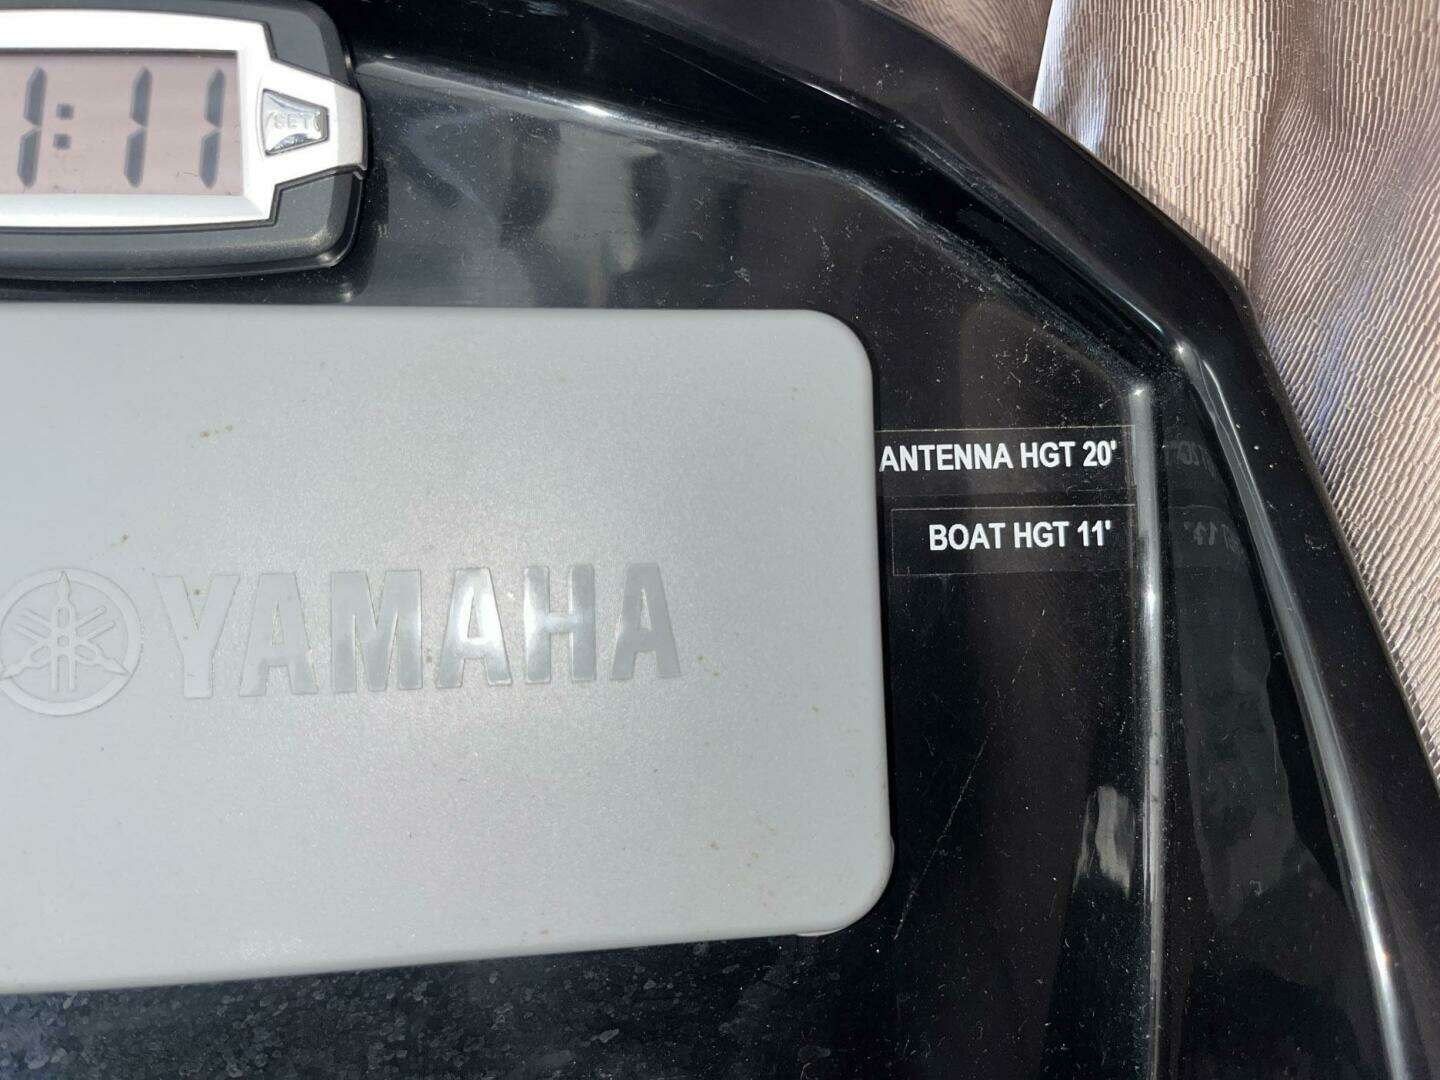 1:11
SET
ANTENNA HGT 20'
BOAT HGT 11'
YAMAHA